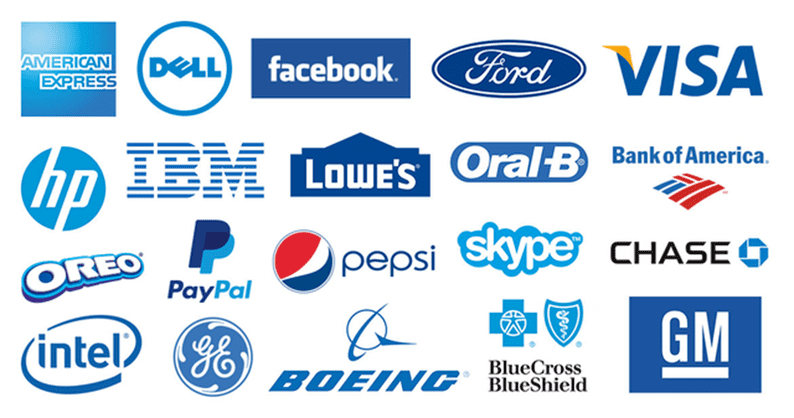 AMERICAN
EXPRESS
DELL
facebook®
Ford
VISA
hp
IBM
LOWE'S®
Oral-B®
Bank of America®
OREO®
PayPal
pepsi
skype™
CHASE
intel®
GE
BOEING®
® ®
BlueCross
BlueShield
GM